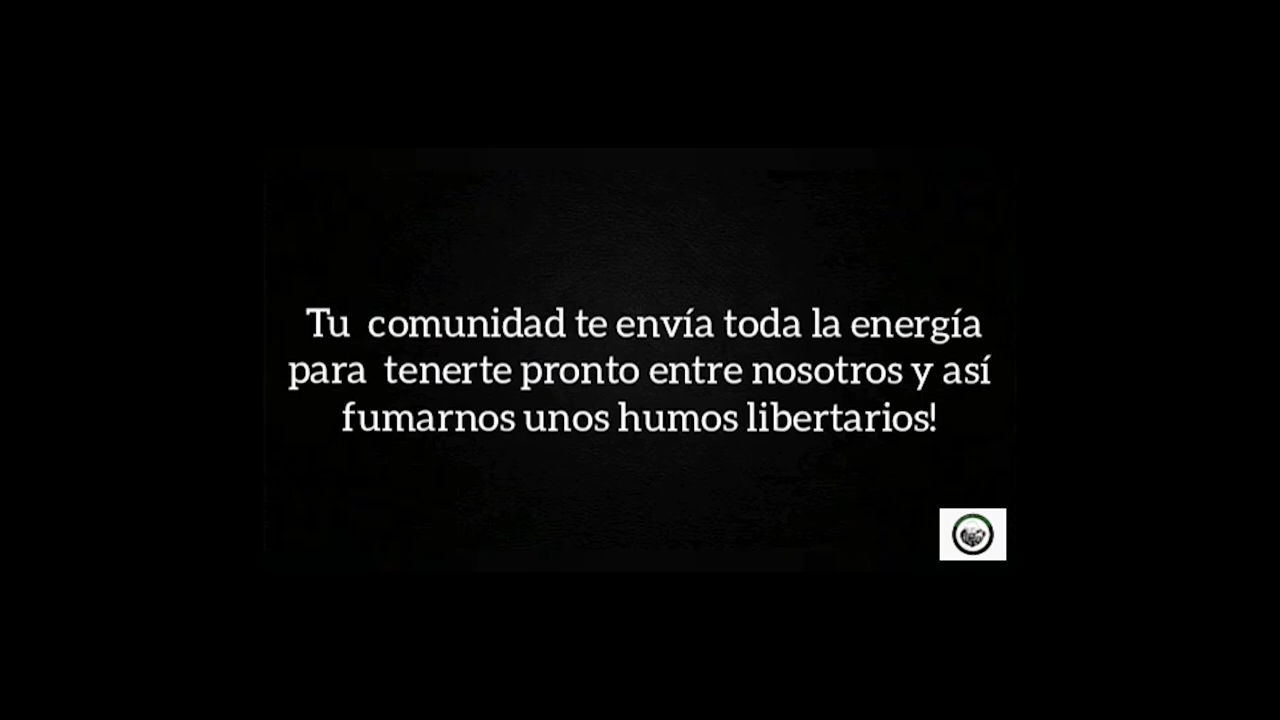 Tu  comunidad te envía toda la energía
para  tenerte pronto entre nosotros y así
fumarnos unos humos libertarios!